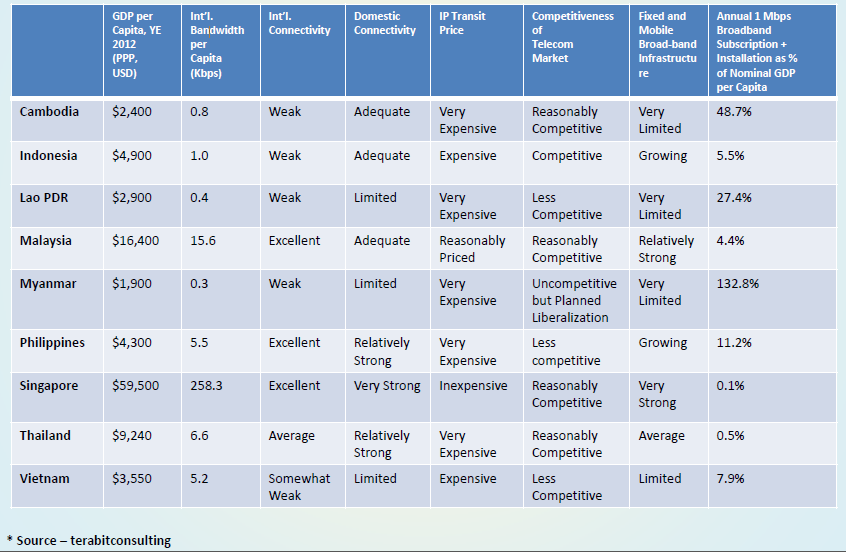 GDP per
Capita, YE
2012
(PPP,
USD)
Int'l.
Bandwidth
per
Capita
(Kbps)
Int'l.
Connectivity
Domestic
Connectivity
IP Transit
Price
Competitiveness
of
Telecom
Market
Fixed and
Mobile
Broad-band
Infrastructu
re
Annual 1 Mbps
Broadband
Subscription +
Installation as %
of Nominal GDP
per Capita
Cambodia
$2,400
0.8
Weak
Adequate
Very
Expensive
Reasonably
Competitive
Very
Limited
48.7%
Indonesia
$4,900
1.0
Weak
Adequate
Expensive
Competitive
Growing
5.5%
Lao PDR
$2,900
0.4
Weak
Limited
Very
Expensive
Less
Competitive
Very
Limited
27.4%
Malaysia
$16,400
15.6
Excellent
Adequate
Reasonably
Priced
Reasonably
Competitive
Relatively
Strong
4.4%
Myanmar
$1,900
0.3
Weak
Limited
Very
Expensive
Uncompetitive
but Planned
Liberalization
Very
Limited
132.8%
Philippines
$4,300
5.5
Excellent
Relatively
Strong
Very
Expensive
Less
competitive
Growing
11.2%
Singapore
$59,500
258.3
Excellent
Very Strong
Inexpensive
Reasonably
Competitive
Very
Strong
0.1%
Thailand
$9,240
6.6
Average
Relatively
Strong
Very
Expensive
Reasonably
Competitive
Average
0.5%
Vietnam
$3,550
5.2
Somewhat
Weak
Limited
Expensive
Less
Competitive
Limited
7.9%
* Source – terabitconsulting